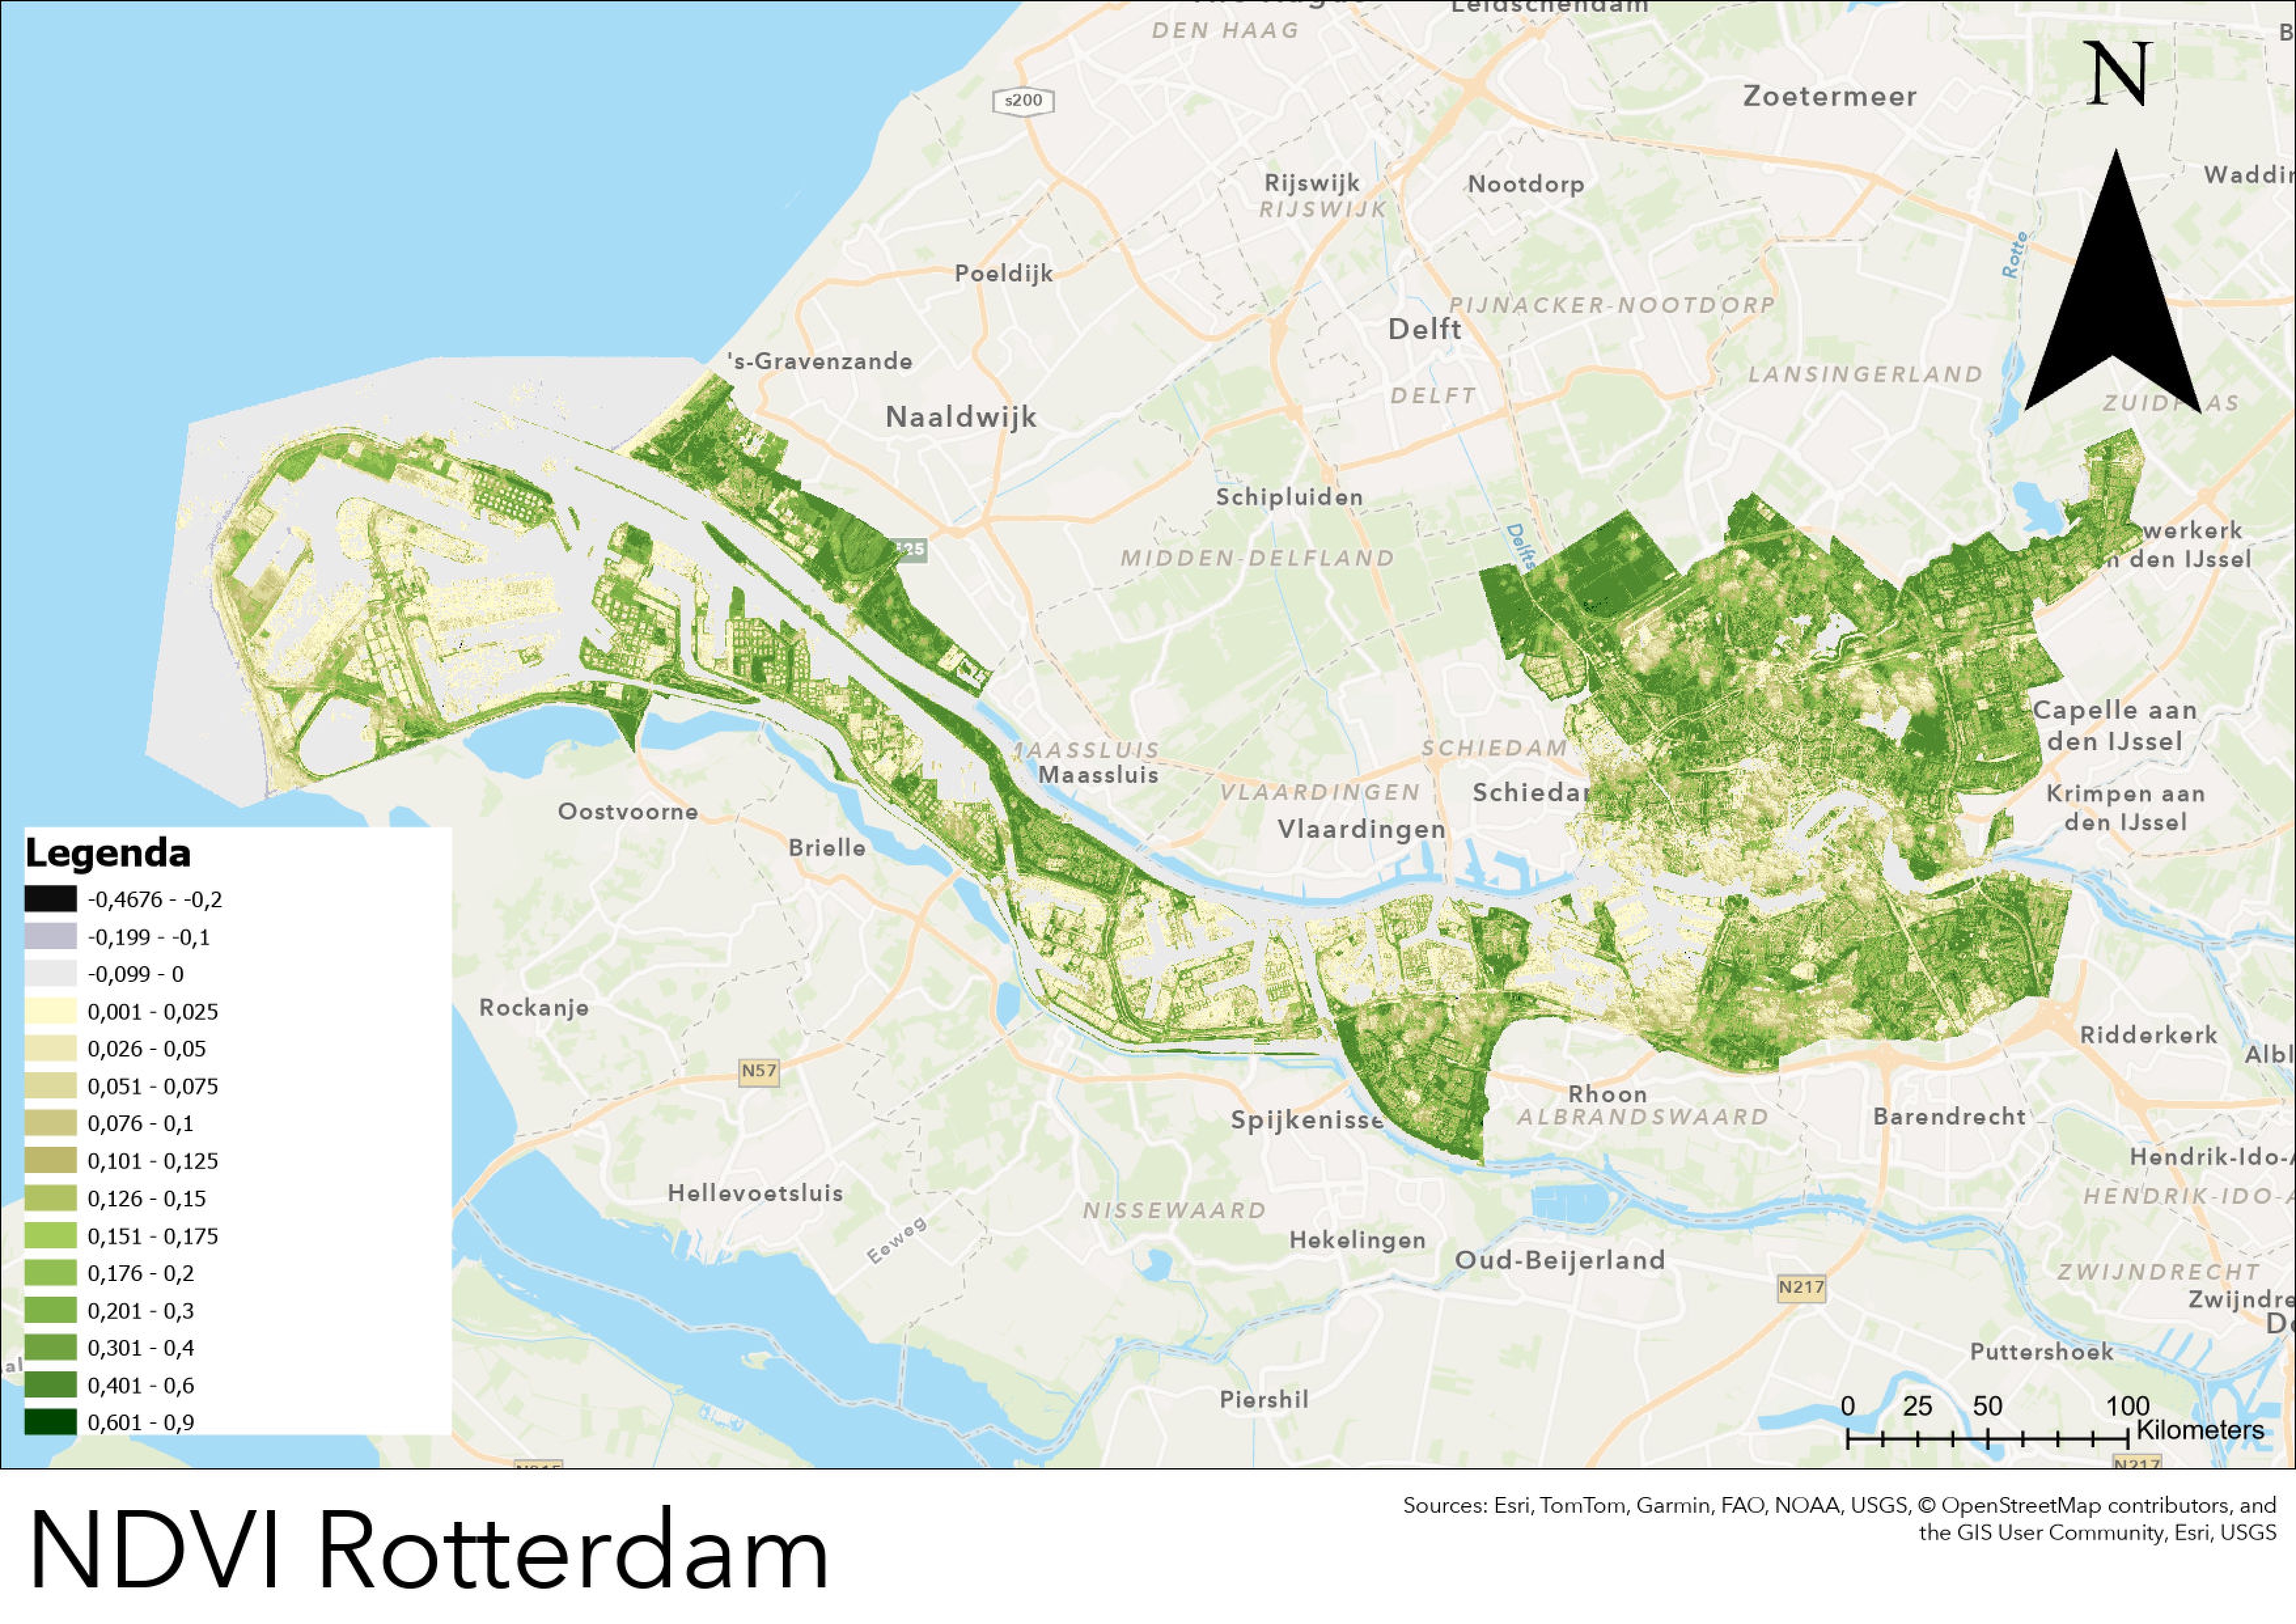 Leidschendam
DEN HAAG
N
s200
Zoetermeer
Rijswijk
RIJSWIJK
Nootdorp
Waddin
Rotte
Poeldijk
PIJNACKER-NOOTDORP
Delft
's-Gravenzande
LANSINGERLAND
DELFT
ZUIDPLAS
Naaldwijk
Schipluiden
Delfts
werkerk
n den IJssel
MIDDEN-DELFLAND
Capelle aan
den IJssel
MAASSLUIS
Maassluis
SCHIEDAM
VLAARDINGEN
Schiedam
Krimpen aan
den IJssel
Vlaardingen
Oostvoorne
Brielle
Rockanje
Ridderkerk
N57
Rhoon
ALBRANDSWAARD
Spijkenisse
Barendrecht
Hendrik-Ido-A
HENDRIK-IDO-A
Hellevoetsluis
NISSEWAARD
Eeweg
Hekelingen
Oud-Beijerland
ZWIJNDRECHT
Zwijndre
N217
Puttershoek
Piershil
N217
Legenda
-0,4676 - -0,2
-0,199 - -0,1
-0,099 - 0
0,001 - 0,025
0,026 - 0,05
0,051 - 0,075
0,076 - 0,1
0,101 - 0,125
0,126 - 0,15
0,151 - 0,175
0,176 - 0,2
0,201 - 0,3
0,301 - 0,4
0,401 - 0,6
0,601 - 0,9
0 25 50 100
Kilometers
NDVI Rotterdam
Sources: Esri, TomTom, Garmin, FAO, NOAA, USGS, © OpenStreetMap contributors, and
the GIS User Community, Esri, USGS